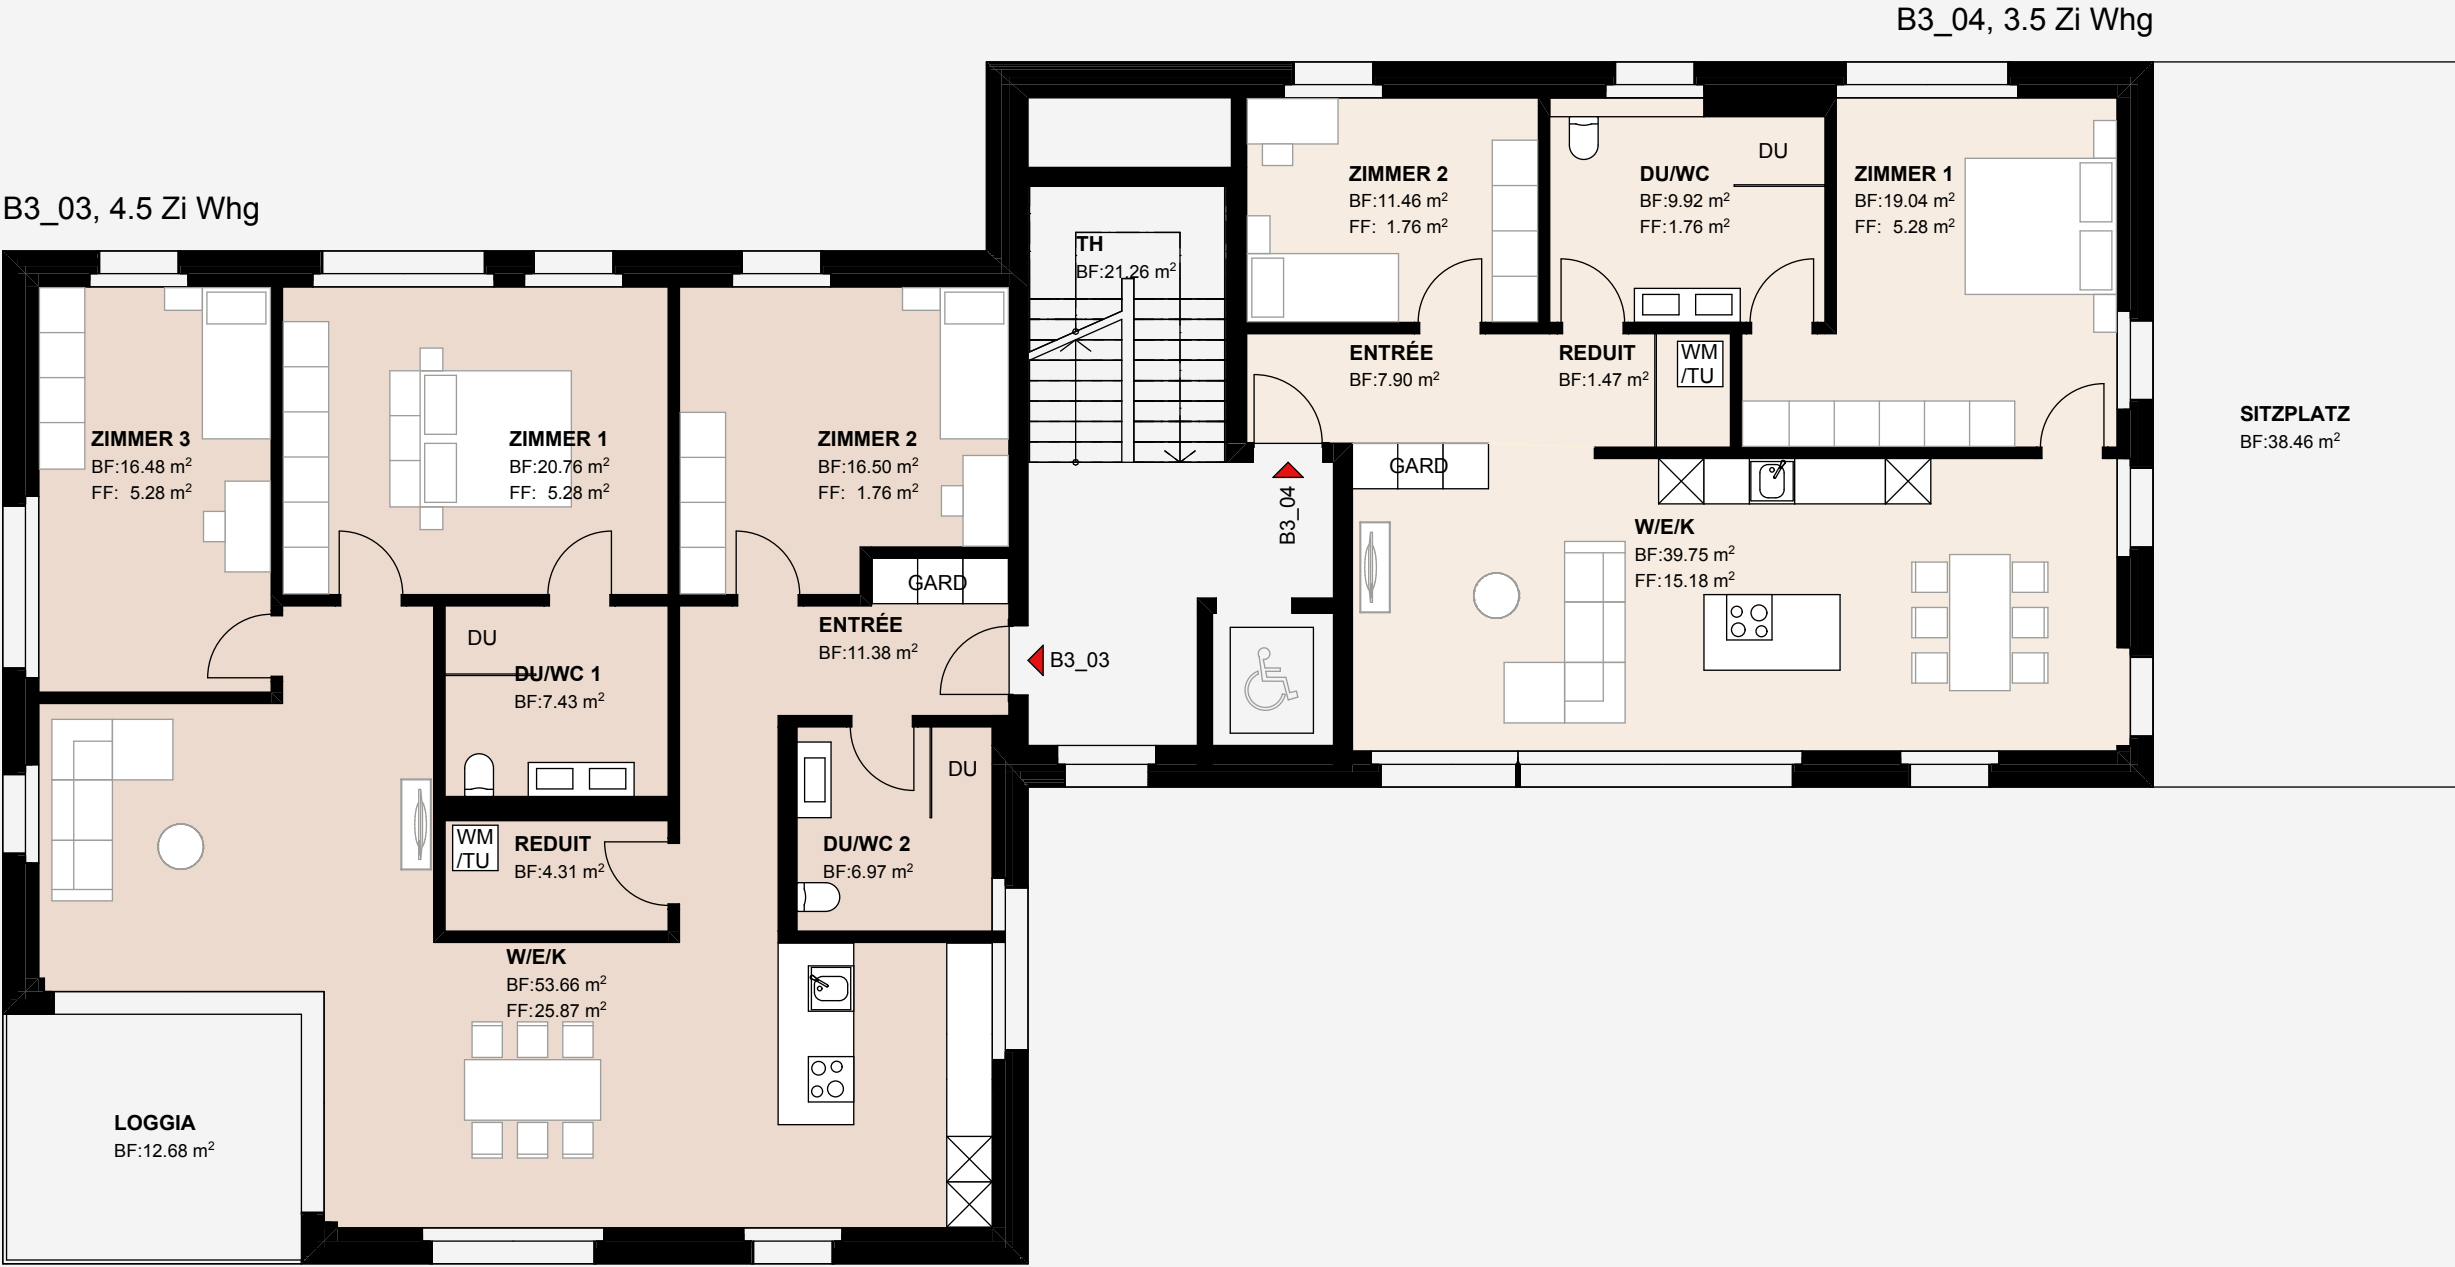 B3_04, 3.5 Zi Whg
B3_03, 4.5 Zi Whg
ZIMMER 2
BF:11.46 m²
FF: 1.76 m²
DU/WC
BF:9.92 m²
FF:1.76 m²
DU
ZIMMER 1
BF:19.04 m²
FF: 5.28 m²
TH
BF:21.26 m²
ENTRÉE
BF:7.90 m²
REDUIT
BF:1.47 m²
WM
/TU
SITZPLATZ
BF:38.46 m²
GARD
B3_04
W/E/K
BF:39.75 m²
FF:15.18 m²
ZIMMER 3
BF:16.48 m²
FF: 5.28 m²
ZIMMER 1
BF:20.76 m²
FF: 5.28 m²
ZIMMER 2
BF:16.50 m²
FF: 1.76 m²
GARD
ENTRÉE
BF:11.38 m²
B3_03
DU
DU/WC 1
BF:7.43 m²
DU
WM
/TU
REDUIT
BF:4.31 m²
DU/WC 2
BF:6.97 m²
W/E/K
BF:53.66 m²
FF:25.87 m²
LOGGIA
BF:12.68 m²